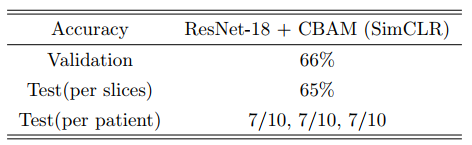 Accuracy ResNet-18 + CBAM (SimCLR)
Validation 66%
Test(per slices) 65%
Test(per patient) 7/10, 7/10, 7/10